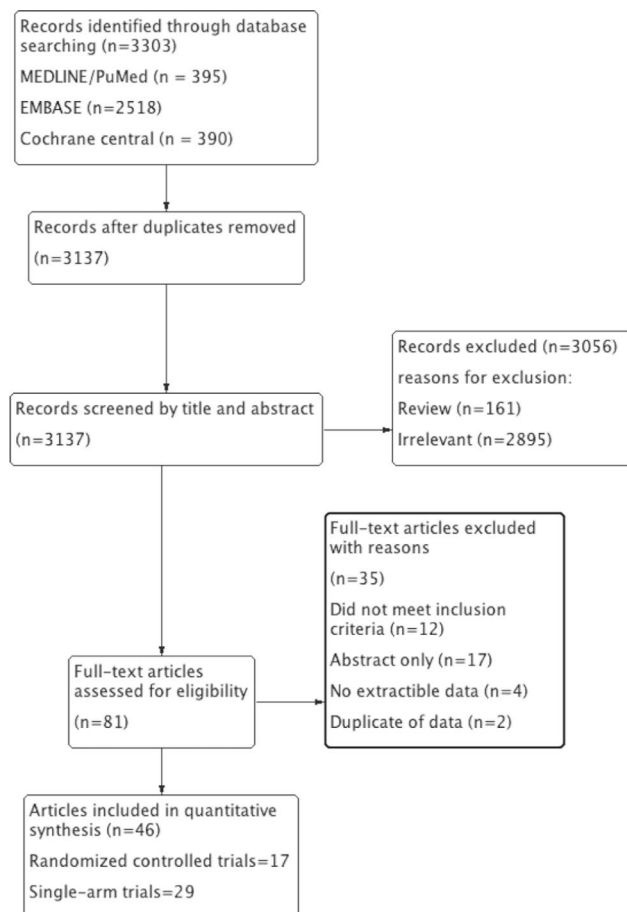 Records identified through database
searching (n=3303)
MEDLINE/PuMed (n = 395)
EMBASE (n=2518)
Cochrane central (n = 390)
Records after duplicates removed
(n=3137)
Records excluded (n=3056)
reasons for exclusion:
Review (n=161)
Irrelevant (n=2895)
Records screened by title and abstract
(n=3137)
Full-text articles excluded
with reasons
(n=35)
Did not meet inclusion
criteria (n=12)
Abstract only (n=17)
No extractible data (n=4)
Duplicate of data (n=2)
Full-text articles
assessed for eligibility
(n=81)
Articles included in quantitative
synthesis (n=46)
Randomized controlled trials=17
Single-arm trials=29